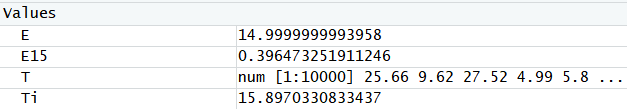 Values
E 14.9999999993958
E15 0.396473251911246
T num [1:10000] 25.66 9.62 27.52 4.99 5.8 ...
Ti 15.8970330833437